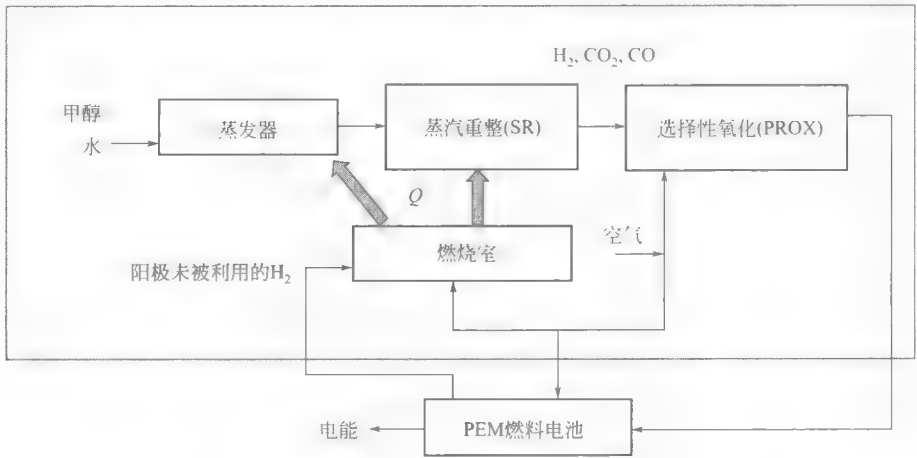 H₂, CO₂, CO
甲醇
水
蒸发器
蒸汽重整(SR)
选择性氧化(PROX)
Q
空气
燃烧室
阳极未被利用的H₂
电能
PEM燃料电池